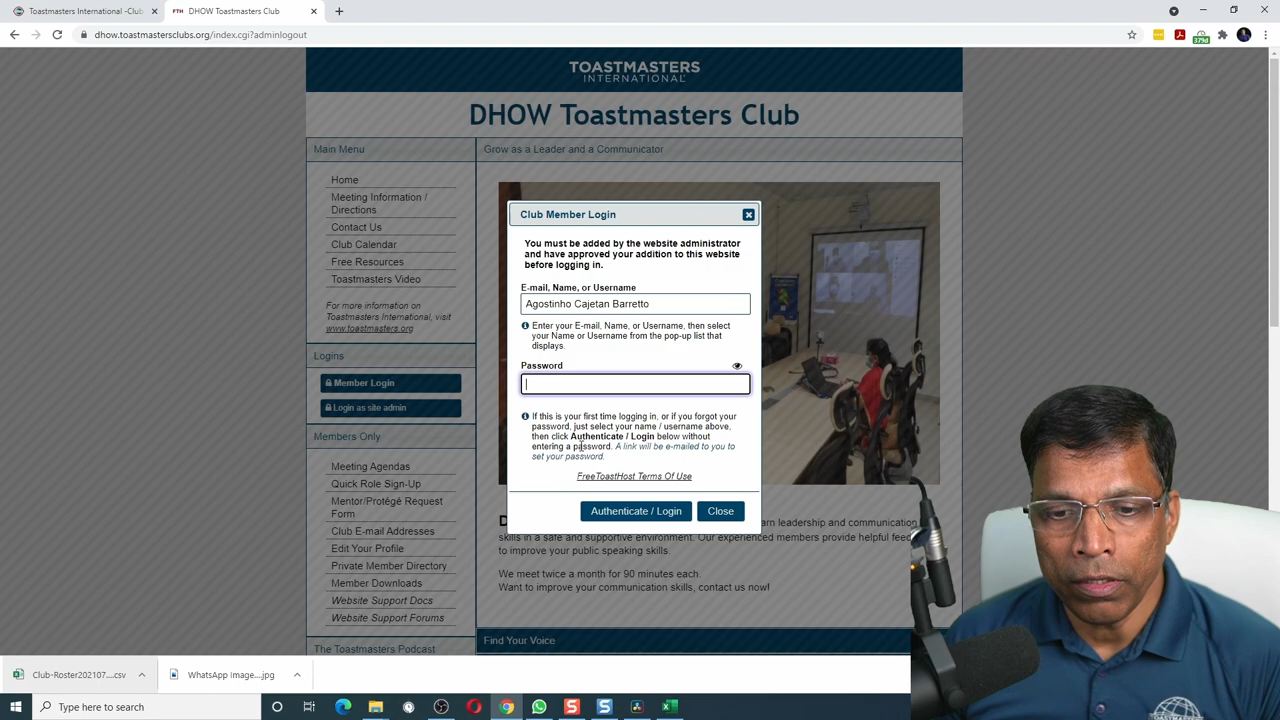 Toastmasters International -Club
FTH DHOW Toastmasters Club
dhow.toastmastersclubs.org/index.cgi?adminlogout
379d
TOASTMASTERS
INTERNATIONAL
DHOW Toastmasters Club
Main Menu
Grow as a Leader and a Communicator
Home
Meeting Information /
Directions
Contact Us
Club Calendar
Free Resources
Toastmasters Video
For more information on
Toastmasters International, visit
www.toastmasters.org
Logins
Member Login
Login as site admin
Members Only
Meeting Agendas
Quick Role Sign-Up
Mentor/Protégé Request
Form
Club E-mail Addresses
Edit Your Profile
Private Member Directory
Member Downloads
Website Support Docs
Website Support Forums
The Toastmasters Podcast
Club Member Login
You must be added by the website administrator
and have approved your addition to this website
before logging in.
E-mail, Name, or Username
Agostinho Cajetan Barretto
Enter your E-mail, Name, or Username, then select
your Name or Username from the pop-up list that
displays.
Password
If this is your first time logging in, or if you forgot your
password, just select your name / username above,
then click Authenticate / Login below without
entering a password. A link will be e-mailed to you to
set your password.
FreeToastHost Terms Of Use
Authenticate / Login
Close
D
arn leadership and communication
skills in a safe and supportive environment. Our experienced members provide helpful feed
to improve your public speaking skills.
We meet twice a month for 90 minutes each.
Want to improve your communication skills, contact us now!
Find Your Voice
Club-Roster202107....csv
WhatsApp Image....jpg
Type here to search
TOASTMASTERS